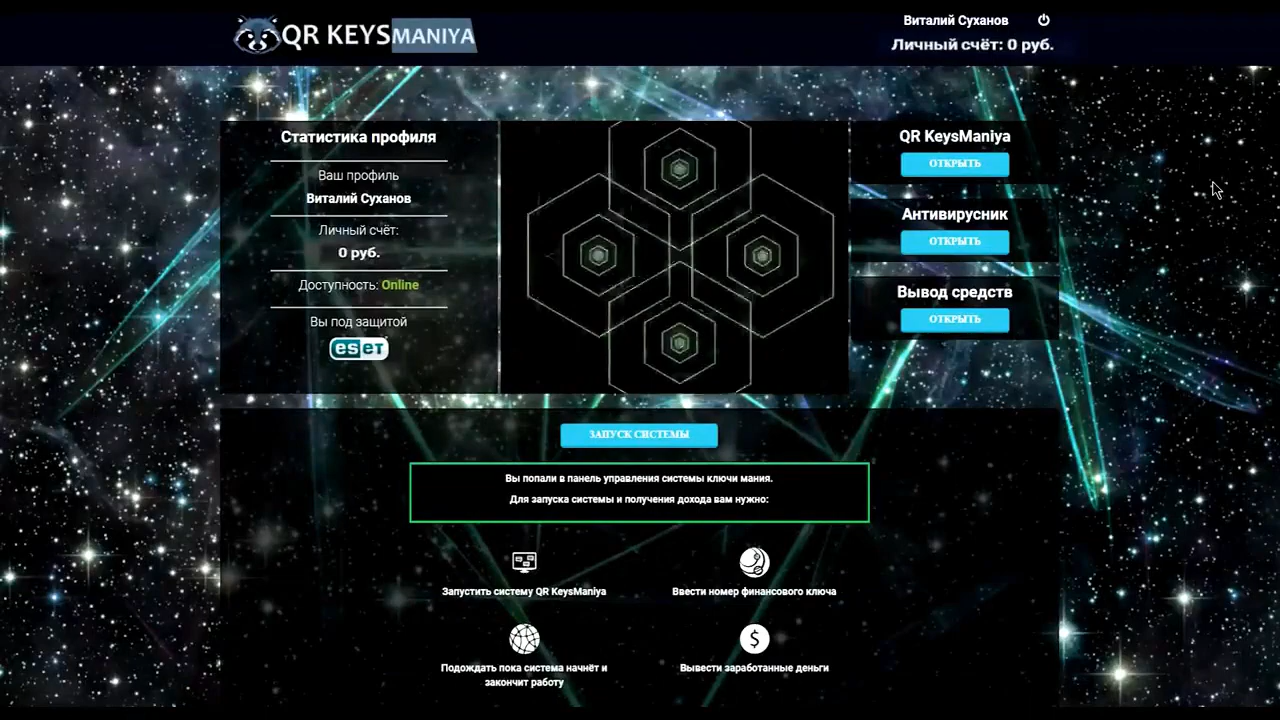 QR KEYSMANIYA
Виталий Суханов
Личный счёт: 0 руб.
Статистика профиля
Ваш профиль
Виталий Суханов
Личный счёт:
0 руб.
Доступность: Online
Вы под защитой
eseT
QR KeysManiya
ОТКРЫТЬ
Антивирусник
ОТКРЫТЬ
Вывод средств
ОТКРЫТЬ
ЗАПУСК СИСТЕМЫ
Вы попали в панель управления системы ключи мания.
Для запуска системы и получения дохода вам нужно:
Запустить систему QR KeysManiya
Ввести номер финансового ключа
Подождать пока система начнёт и
закончит работу
Вывести заработанные деньги